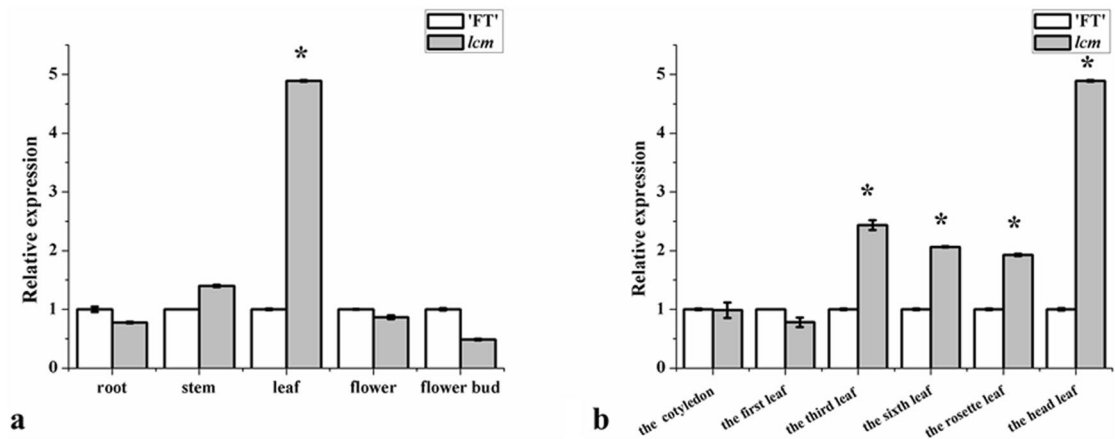 'FT'
lcm
*
5
4
3
2
1
0
Relative expression
root stem leaf flower flower bud
a
'FT'
lcm
*
*
*
*
5
4
3
2
1
0
Relative expression
the cotyledon the first leaf the third leaf the sixth leaf the rosette leaf the head leaf
b